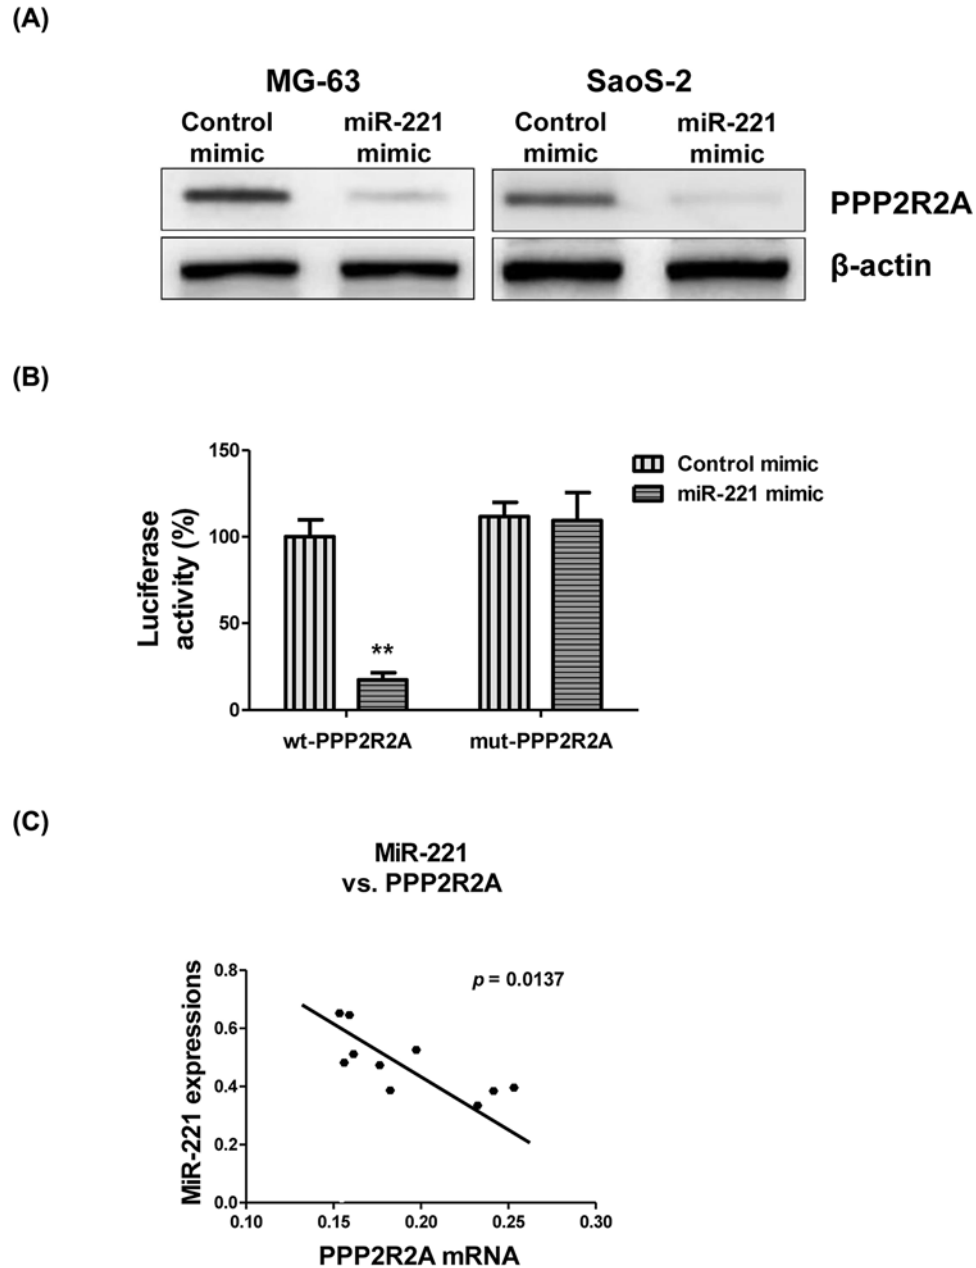 (A)
MG-63 SaoS-2
Control miR-221 Control miR-221
mimic mimic mimic mimic
PPP2R2A
β-actin
(B)
150
100
50
0
Luciferase
activity (%)
**
Control mimic
miR-221 mimic
wt-PPP2R2A mut-PPP2R2A
(C)
MiR-221
vs. PPP2R2A
p = 0.0137
MiR-221 expressions
0.8
0.6
0.4
0.2
0.0
0.10 0.15 0.20 0.25 0.30
PPP2R2A mRNA